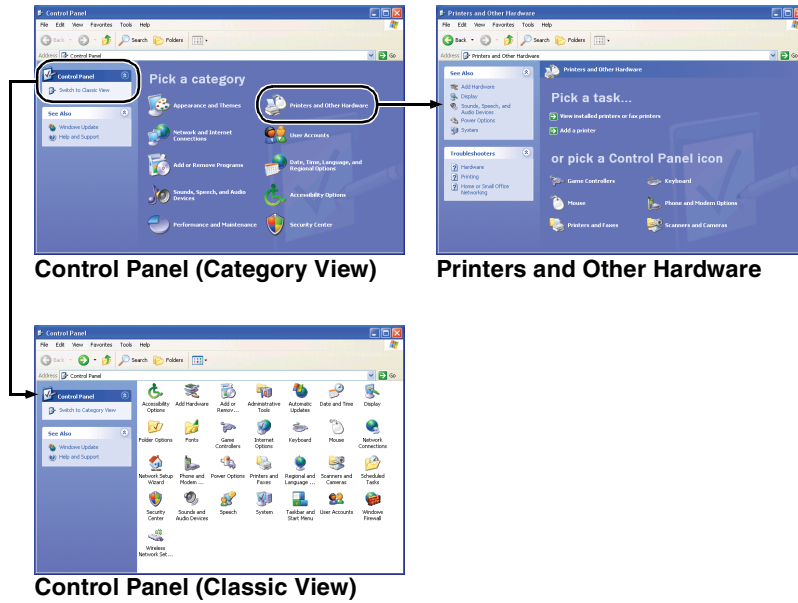 Control Panel
File Edit View Favorites Tools Help
Back Search Folders
Address Control Panel Go
Control Panel
Switch to Classic View
See Also
Windows Update
Help and Support
Pick a category
Appearance and Themes
Printers and Other Hardware
Network and Internet Connections
User Accounts
Add or Remove Programs
Date, Time, Language, and Regional Options
Sounds, Speech, and Audio Devices
Accessibility Options
Performance and Maintenance
Security Center
Control Panel (Category View)
Printers and Other Hardware
File Edit View Favorites Tools Help
Back Search Folders
Address Printers and Other Hardware Go
See Also
Add Hardware
Display
Sounds, Speech, and Audio Devices
Power Options
System
Troubleshooters
Hardware
Printing
Home or Small Office Networking
Printers and Other Hardware
Pick a task...
View installed printers or fax printers
Add a printer
or pick a Control Panel icon
Game Controllers
Keyboard
Mouse
Phone and Modem Options
Printers and Faxes
Scanners and Cameras
Printers and Other Hardware
Control Panel
File Edit View Favorites Tools Help
Back Search Folders
Address Control Panel Go
Control Panel
Switch to Category View
See Also
Windows Update
Help and Support
Accessibility Options
Add Hardware
Add or Remov...
Administrative Tools
Automatic Updates
Date and Time
Display
Folder Options
Fonts
Game Controllers
Internet Options
Keyboard
Mouse
Network Connections
Network Setup Wizard
Phone and Modem ...
Power Options
Printers and Faxes
Regional and Language ...
Scanners and Cameras
Scheduled Tasks
Security Center
Sounds and Audio Devices
Speech
System
Taskbar and Start Menu
User Accounts
Windows Firewall
Wireless Network Set...
Control Panel (Classic View)